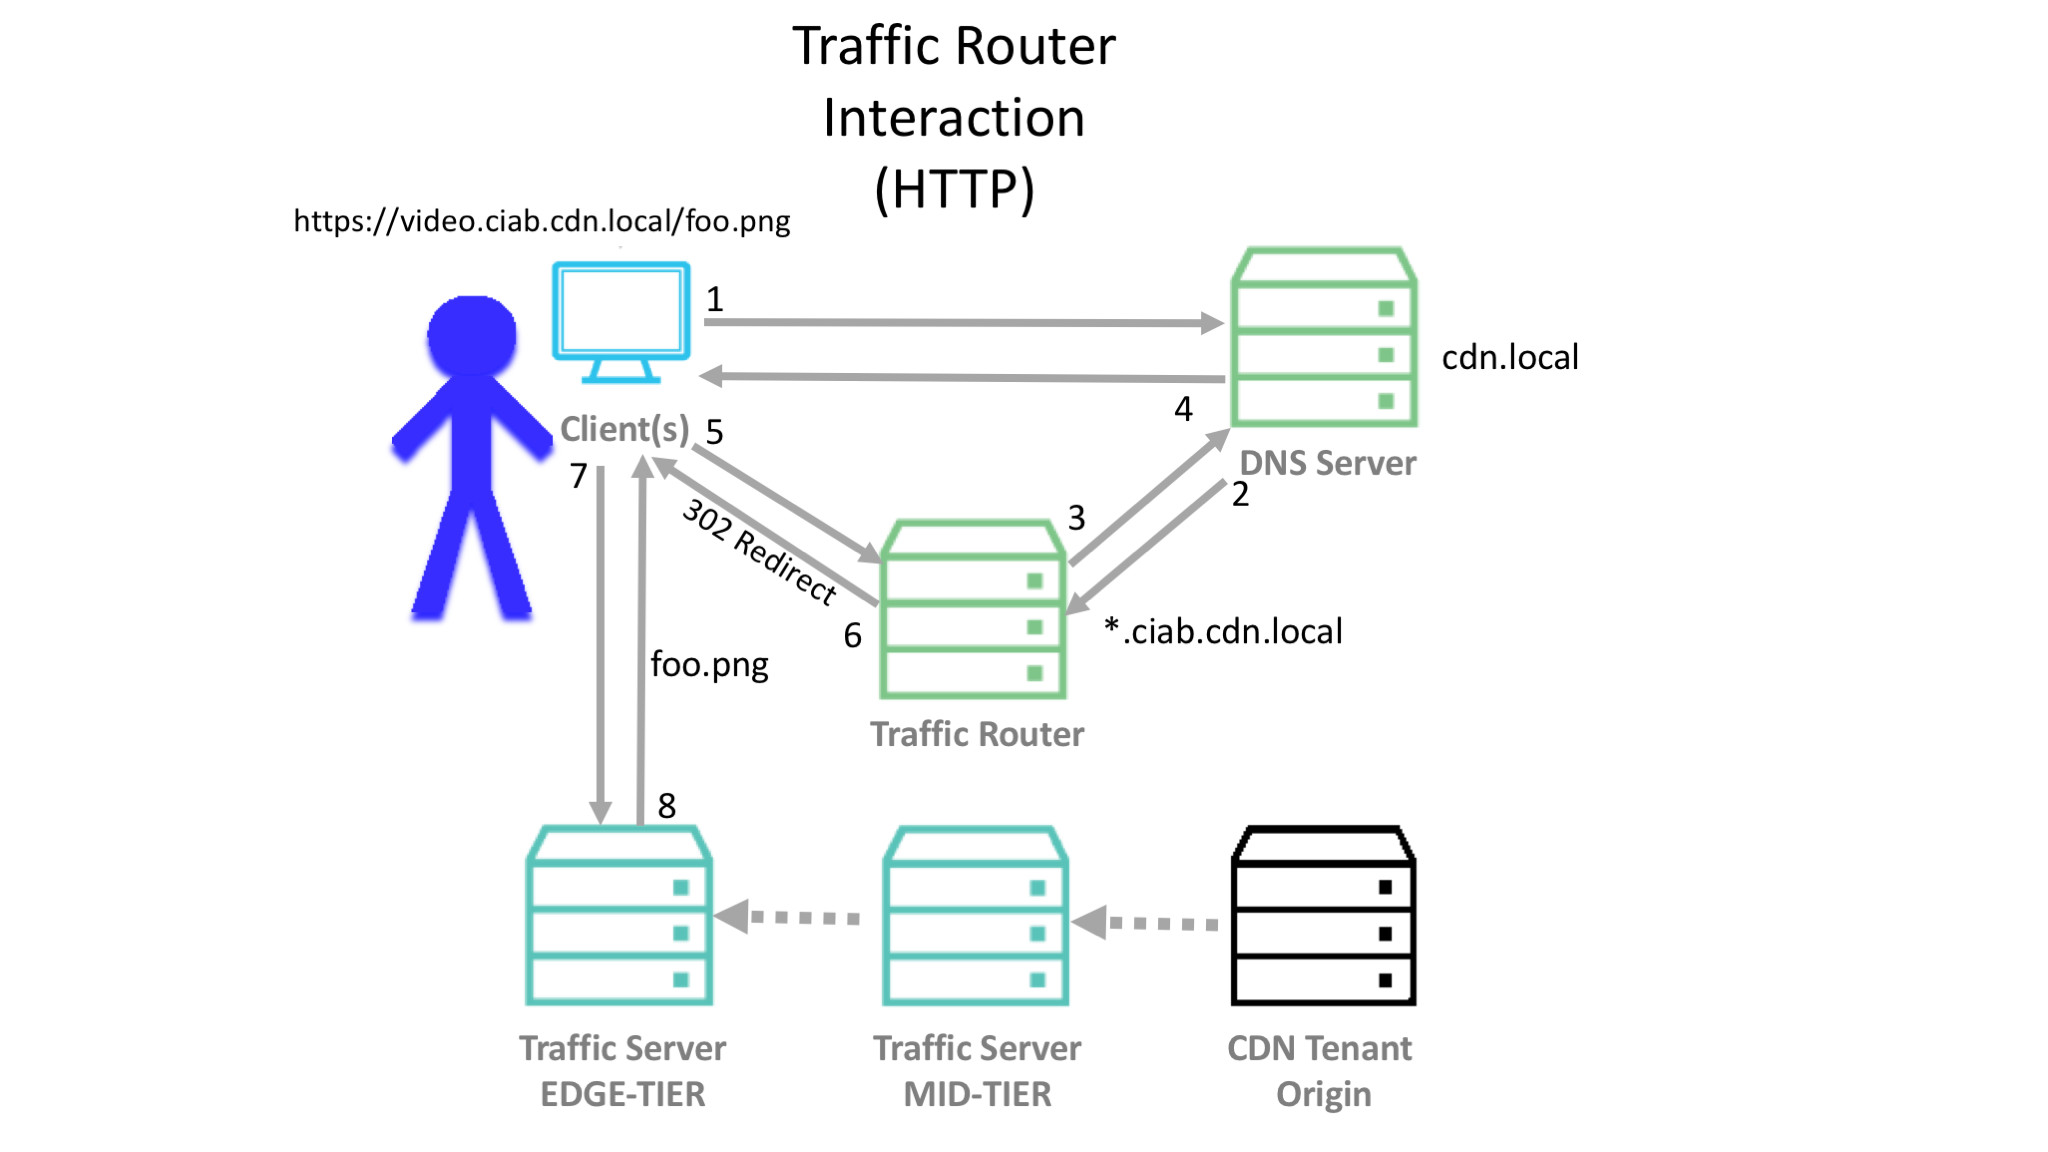 Traffic Router
Interaction
(HTTP)
https://video.ciab.cdn.local/foo.png
1
cdn.local
4
Client(s)
5
DNS Server
7
2
3
302 Redirect
6
*.ciab.cdn.local
foo.png
Traffic Router
8
Traffic Server
EDGE-TIER
Traffic Server
MID-TIER
CDN Tenant
Origin